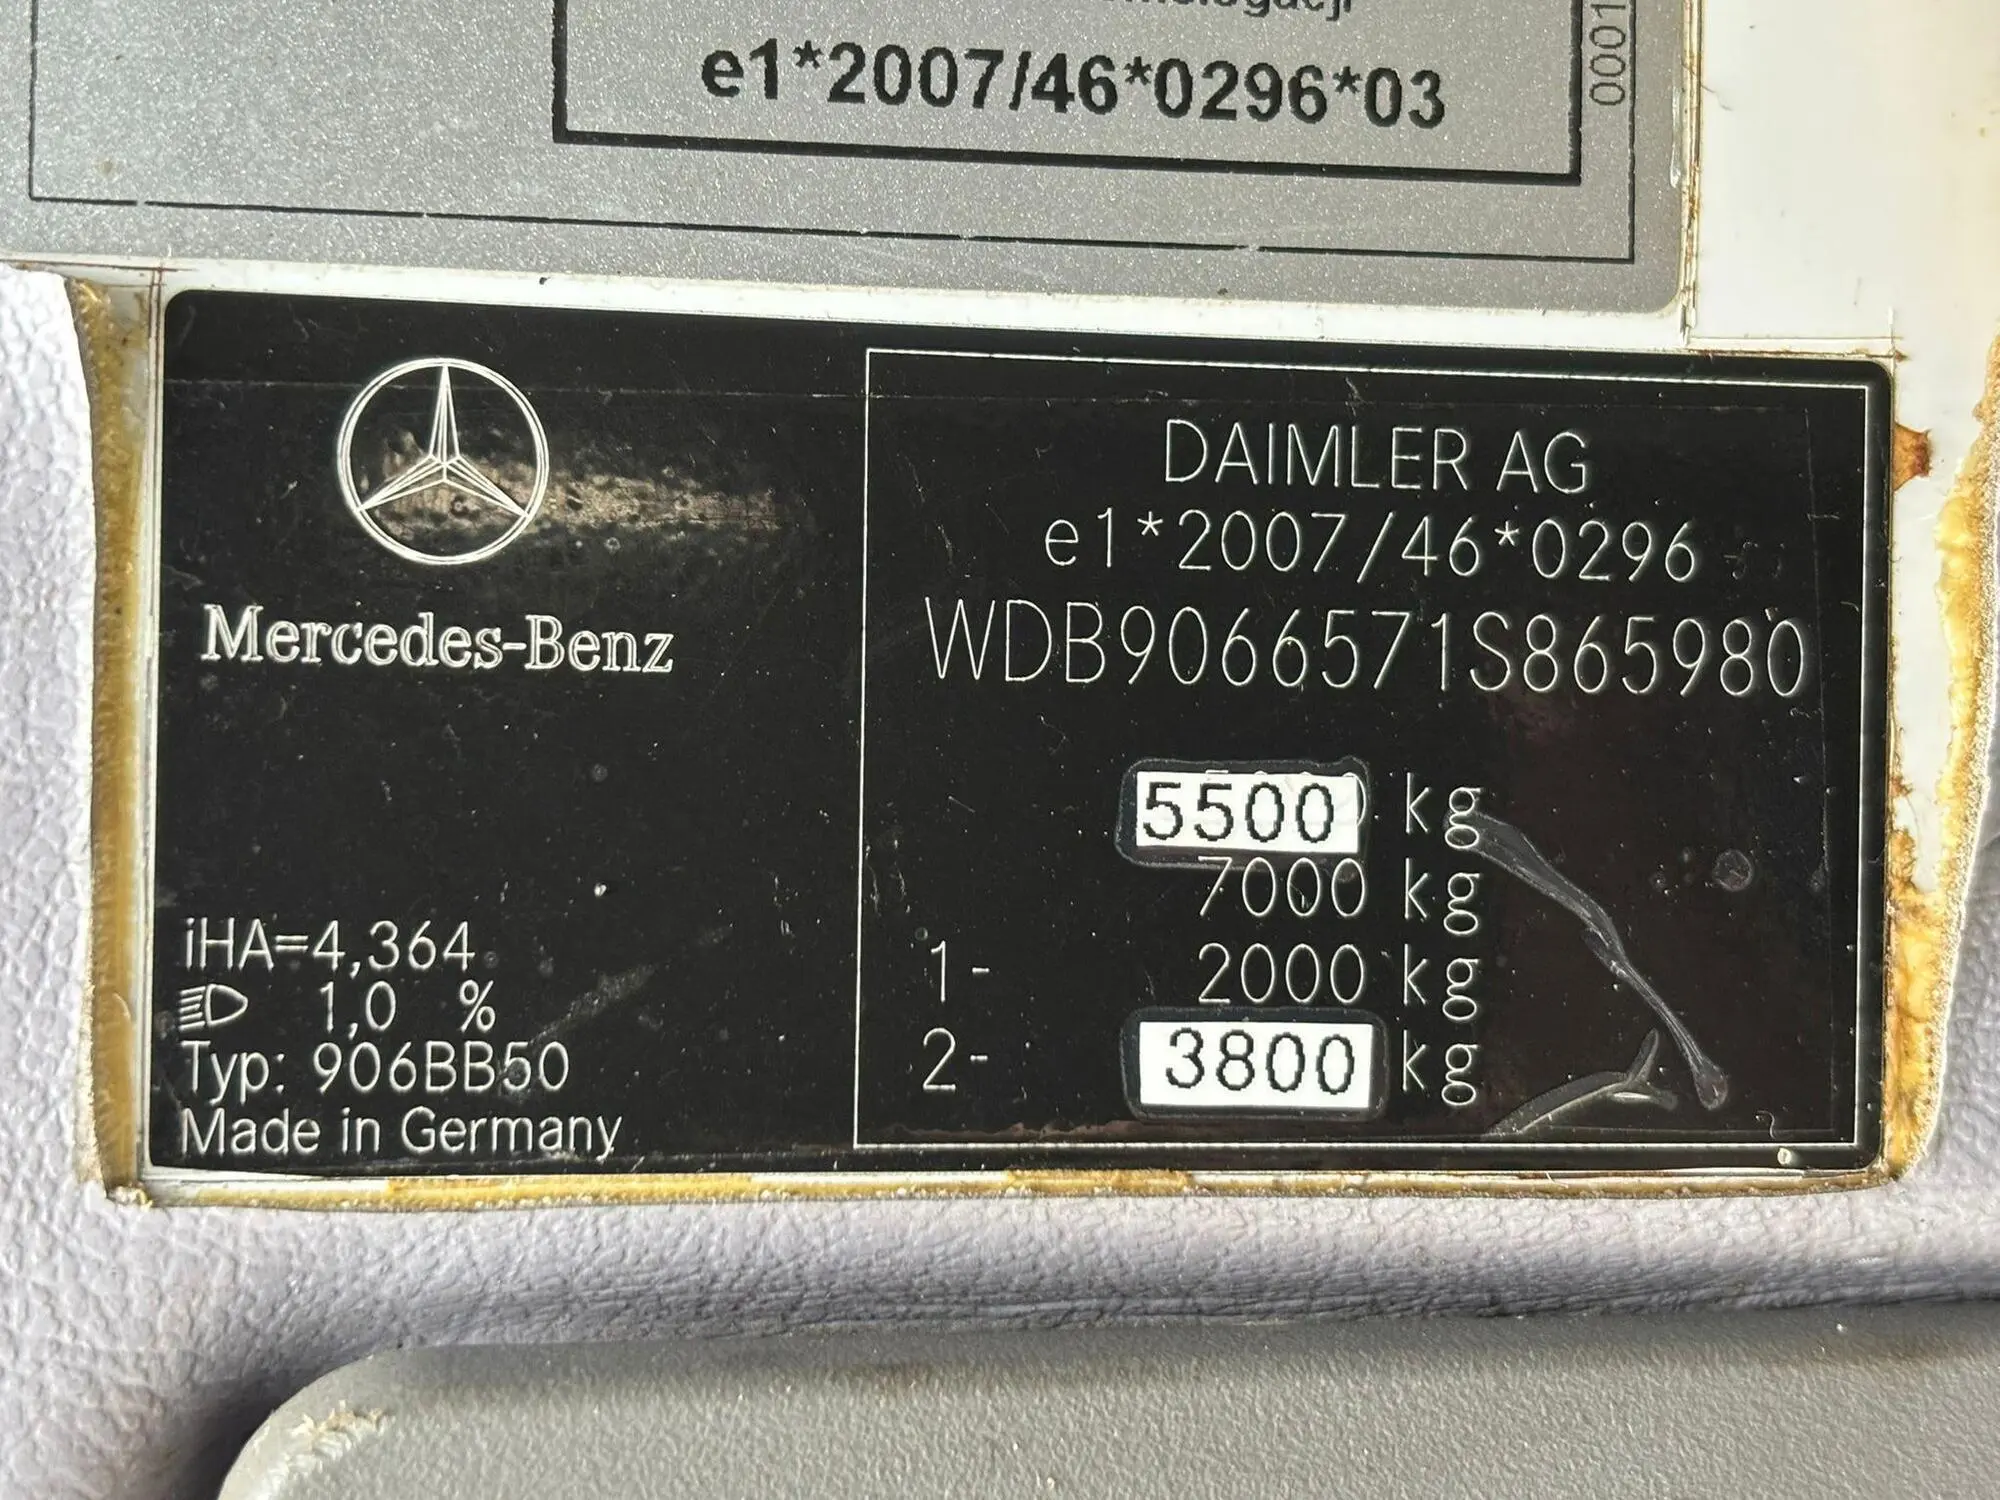 e1*2007/46*0296*03
0001
Mercedes-Benz
iHA=4,364
1,0 %
Typ: 906BB50
Made in Germany
DAIMLER AG
e1*2007/46*0296
WDB9066571S865980
5500 kg
7000 kg
1- 2000 kg
2- 3800 kg